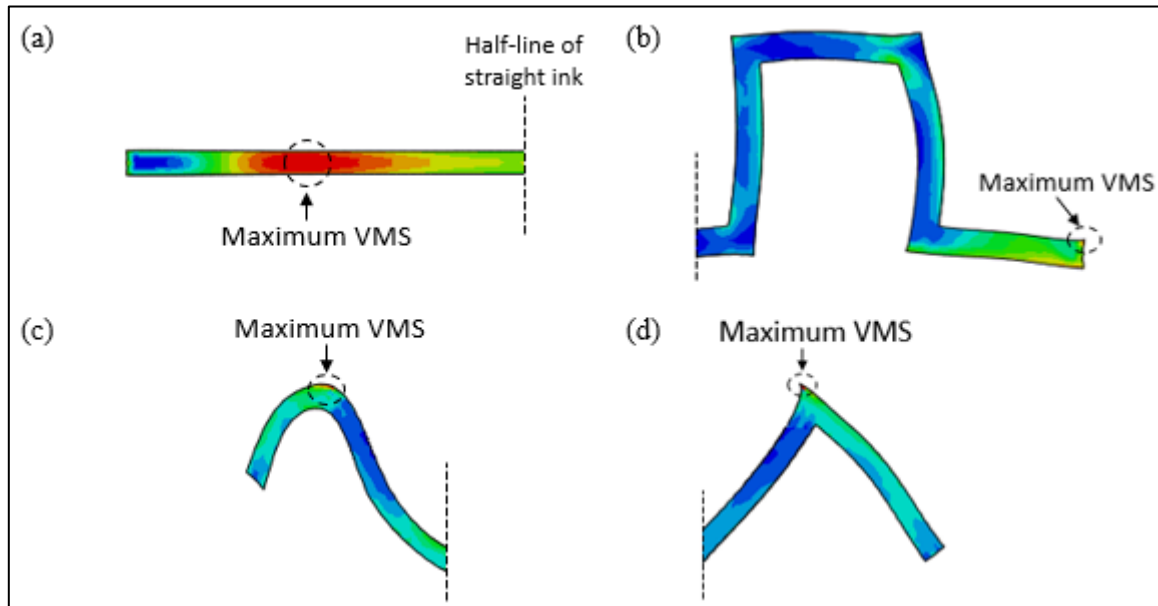 (a)
Half-line of
straight ink
Maximum VMS
(b)
Maximum VMS
(c)
Maximum VMS
(d)
Maximum VMS